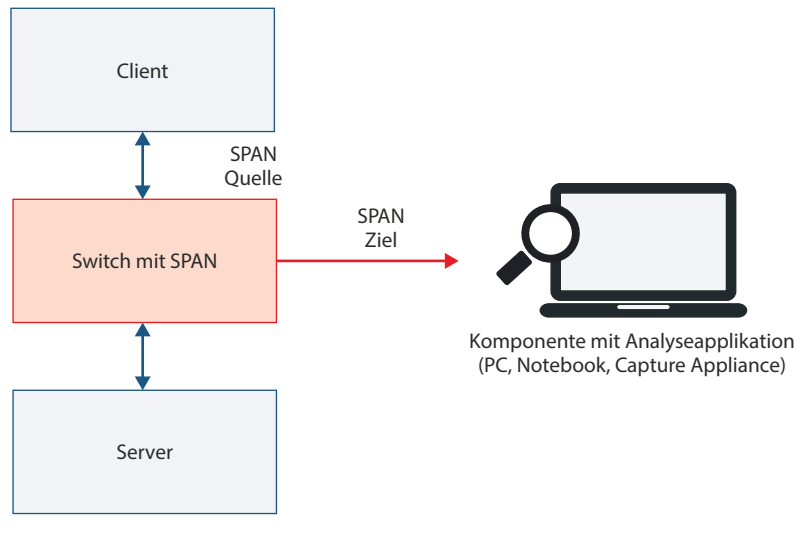 Client
SPAN
Quelle
Switch mit SPAN
SPAN
Ziel
Komponente mit Analyseapplikation
(PC, Notebook, Capture Appliance)
Server